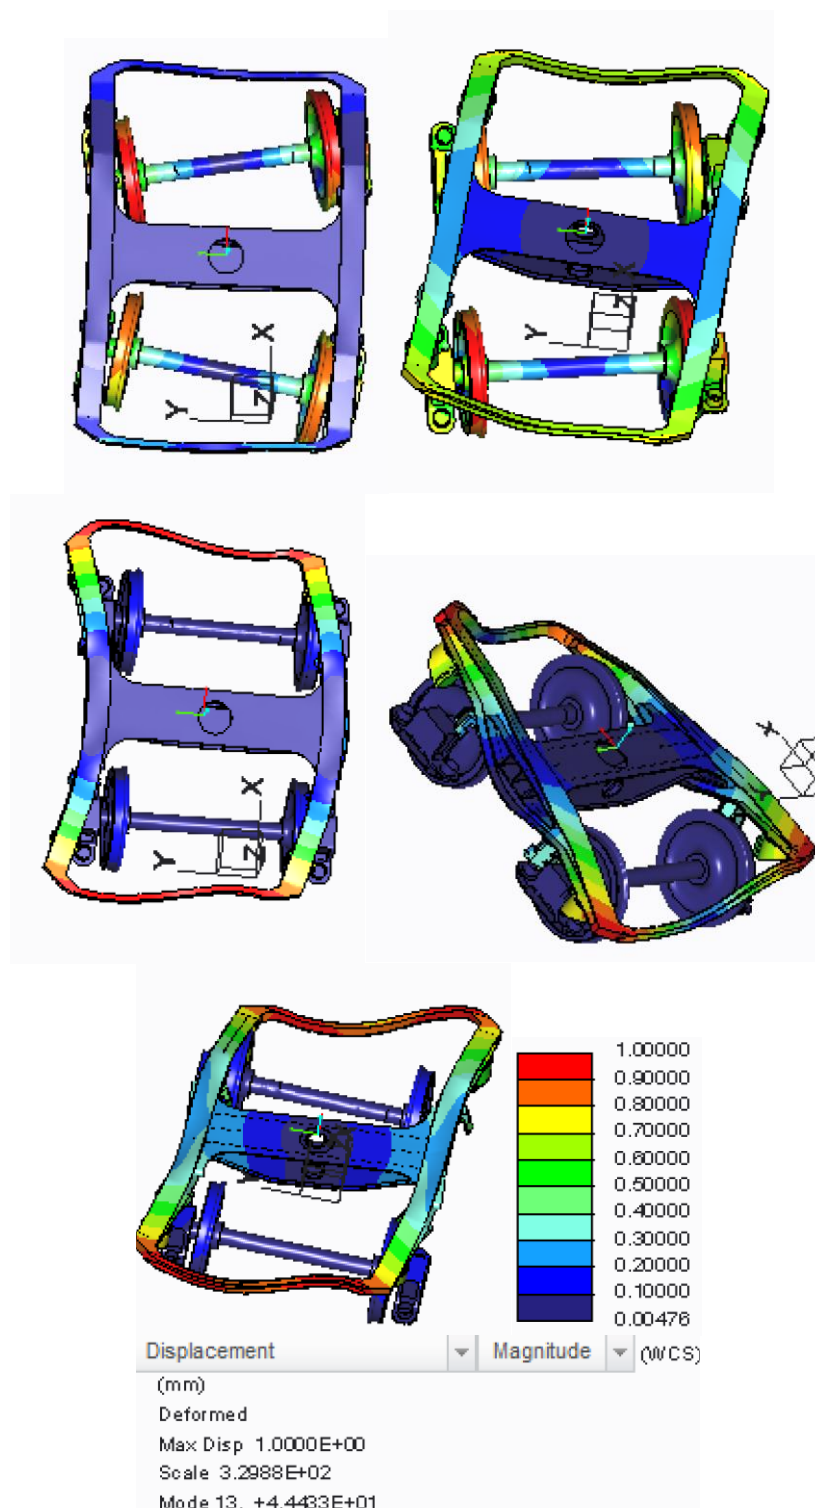 X
Y
Z
X
Y
Z
X
Y
Z
X
1.00000
0.90000
0.80000
0.70000
0.60000
0.50000
0.40000
0.30000
0.20000
0.10000
0.00476
Displacement Magnitude (WCS)
(mm)
Deformed
Max Disp 1.0000E+00
Scale 3.2988E+02
Mode 13, +4.4433E+01